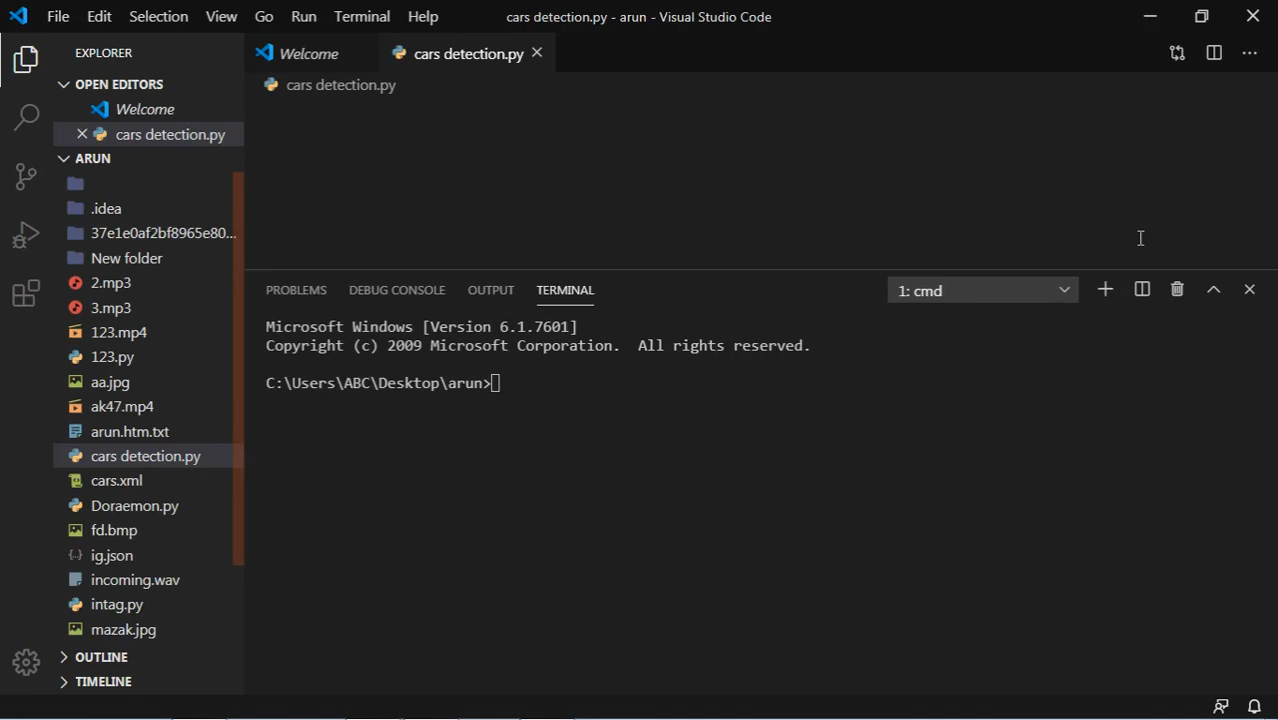 File Edit Selection View Go Run Terminal Help cars detection.py - arun - Visual Studio Code
EXPLORER
OPEN EDITORS
Welcome
cars detection.py
ARUN
.idea
37e1e0af2bf8965e80...
New folder
2.mp3
3.mp3
123.mp4
123.py
aa.jpg
ak47.mp4
arun.htm.txt
cars detection.py
cars.xml
Doraemon.py
fd.bmp
ig.json
incoming.wav
intag.py
mazak.jpg
OUTLINE
TIMELINE
Welcome cars detection.py
cars detection.py
PROBLEMS DEBUG CONSOLE OUTPUT TERMINAL 1: cmd
Microsoft Windows [Version 6.1.7601]
Copyright (c) 2009 Microsoft Corporation.  All rights reserved.
C:\Users\ABC\Desktop\arun>